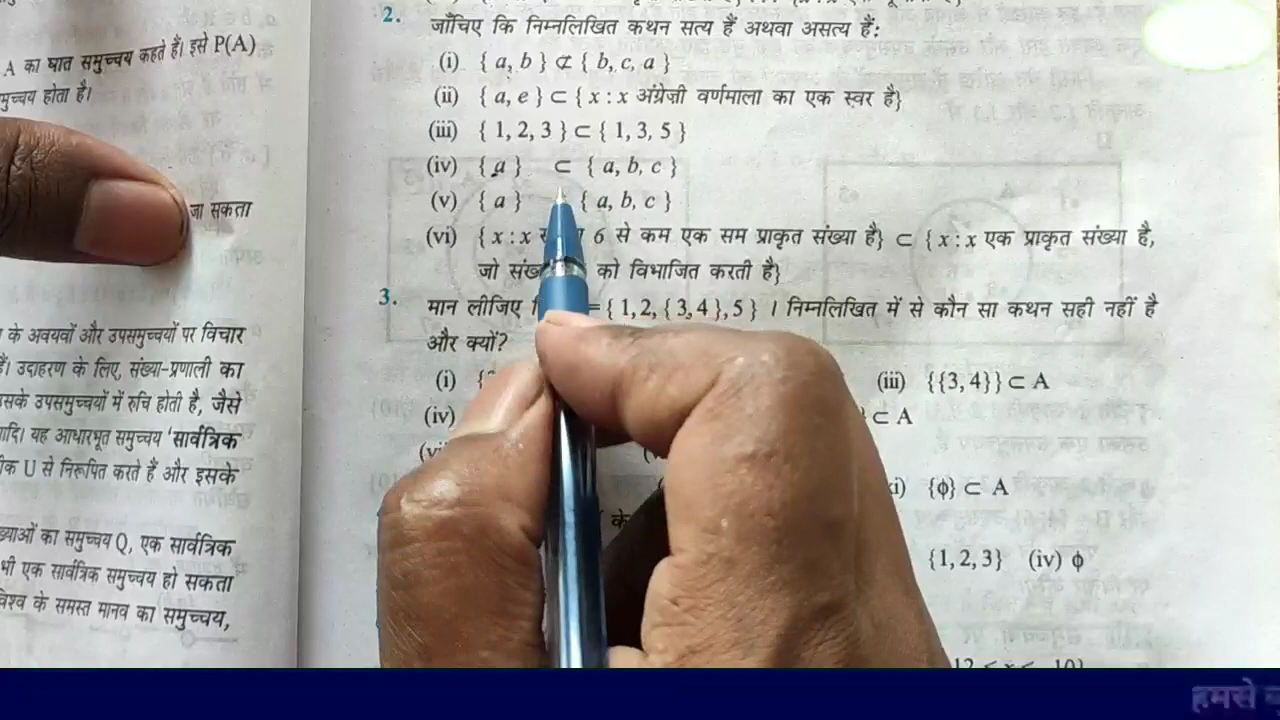 A का घात समुच्चय कहते हैं। इसे P(A)
मुच्चय होता है।
जा सकता
के अवयवों और उपसमुच्चयों पर विचार
हैं। उदाहरण के लिए, संख्या-प्रणाली का
उसके उपसमुच्चयों में रुचि होती है, जैसे
आदि। यह आधारभूत समुच्चय 'सार्वत्रिक
U से निरूपित करते हैं और इसके
समुच्चय Q, एक सार्वत्रिक
भी एक सार्वत्रिक समुच्चय हो सकता
विश्व के समस्त मानव का समुच्चय,
2. जाँचिए कि निम्नलिखित कथन सत्य हैं अथवा असत्य हैं:
(i) { a, b } ⊄ { b, c, a }
(ii) { a, e } ⊂ { x : x अंग्रेजी वर्णमाला का एक स्वर है}
(iii) { 1, 2, 3 } ⊂ { 1, 3, 5 }
(iv) { a } ⊂ { a, b, c }
(v) { a } { a, b, c }
(vi) { x : x 6 से कम एक सम प्राकृत संख्या है} ⊂ { x : x एक प्राकृत संख्या है,
जो को विभाजित करती है}
3. मान लीजिए = { 1, 2, { 3, 4 }, 5 } । निम्नलिखित में से कौन सा कथन सही नहीं है
और क्यों?
(i) (iii) {{3, 4}} ⊂ A
(iv) ⊂ A
{ϕ} ⊂ A
के
{1, 2, 3} (iv) ϕ
हमसे